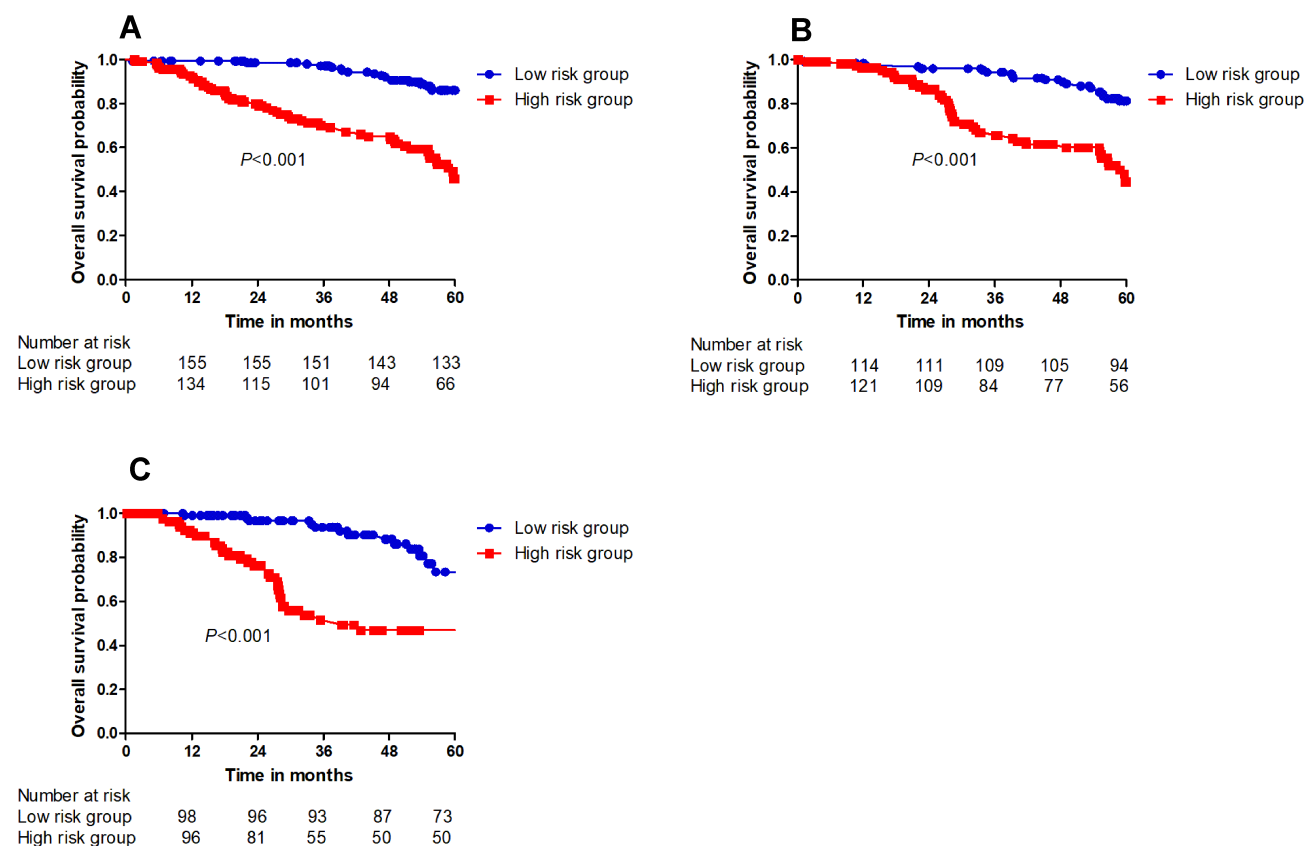 A
Overall survival probability
1.0
0.8
0.6
0.4
0.2
0.0
Low risk group
High risk group
P<0.001
0 12 24 36 48 60
Time in months
Number at risk
Low risk group 155 155 151 143 133
High risk group 134 115 101 94 66
B
Overall survival probability
1.0
0.8
0.6
0.4
0.2
0.0
Low risk group
High risk group
P<0.001
0 12 24 36 48 60
Time in months
Number at risk
Low risk group 114 111 109 105 94
High risk group 121 109 84 77 56
C
Overall survival probability
1.0
0.8
0.6
0.4
0.2
0.0
Low risk group
High risk group
P<0.001
0 12 24 36 48 60
Time in months
Number at risk
Low risk group 98 96 93 87 73
High risk group 96 81 55 50 50